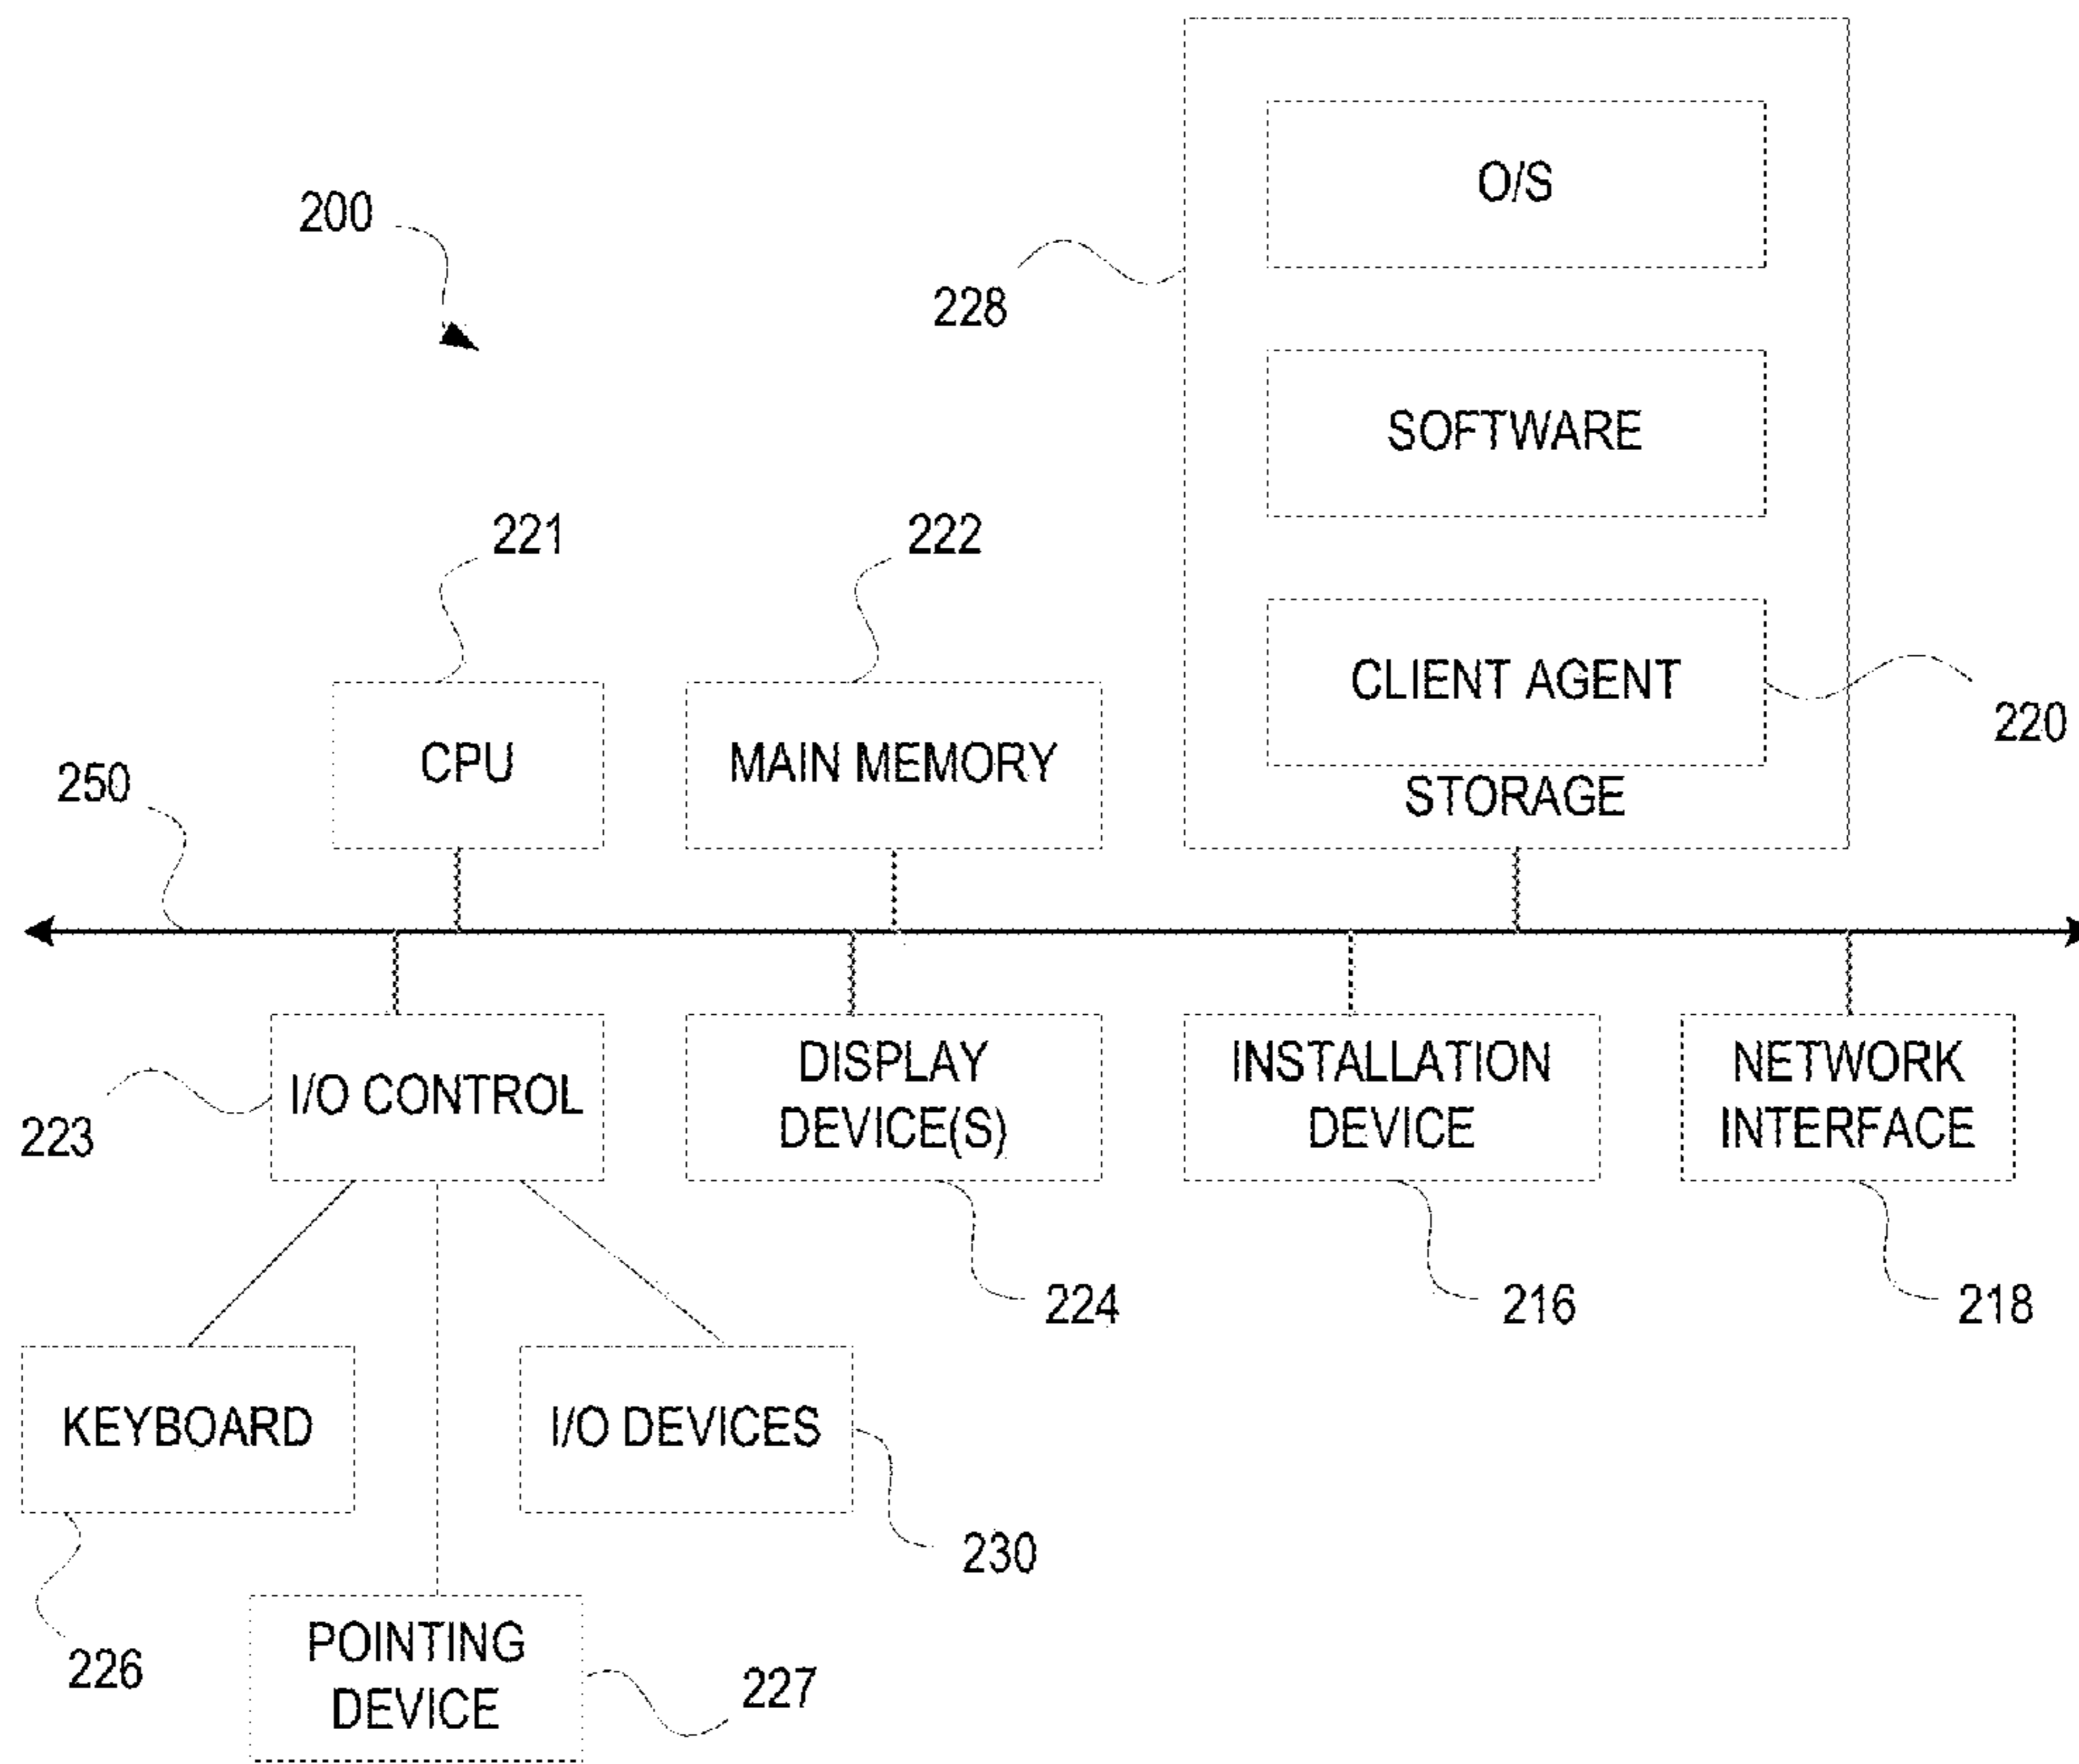 O/S
200
228
SOFTWARE
221
222
CLIENT AGENT
220
CPU
MAIN MEMORY
250
STORAGE
I/O CONTROL
DISPLAY
DEVICE(S)
INSTALLATION
DEVICE
NETWORK
INTERFACE
223
224
216
218
KEYBOARD
I/O DEVICES
230
226
POINTING
DEVICE
227